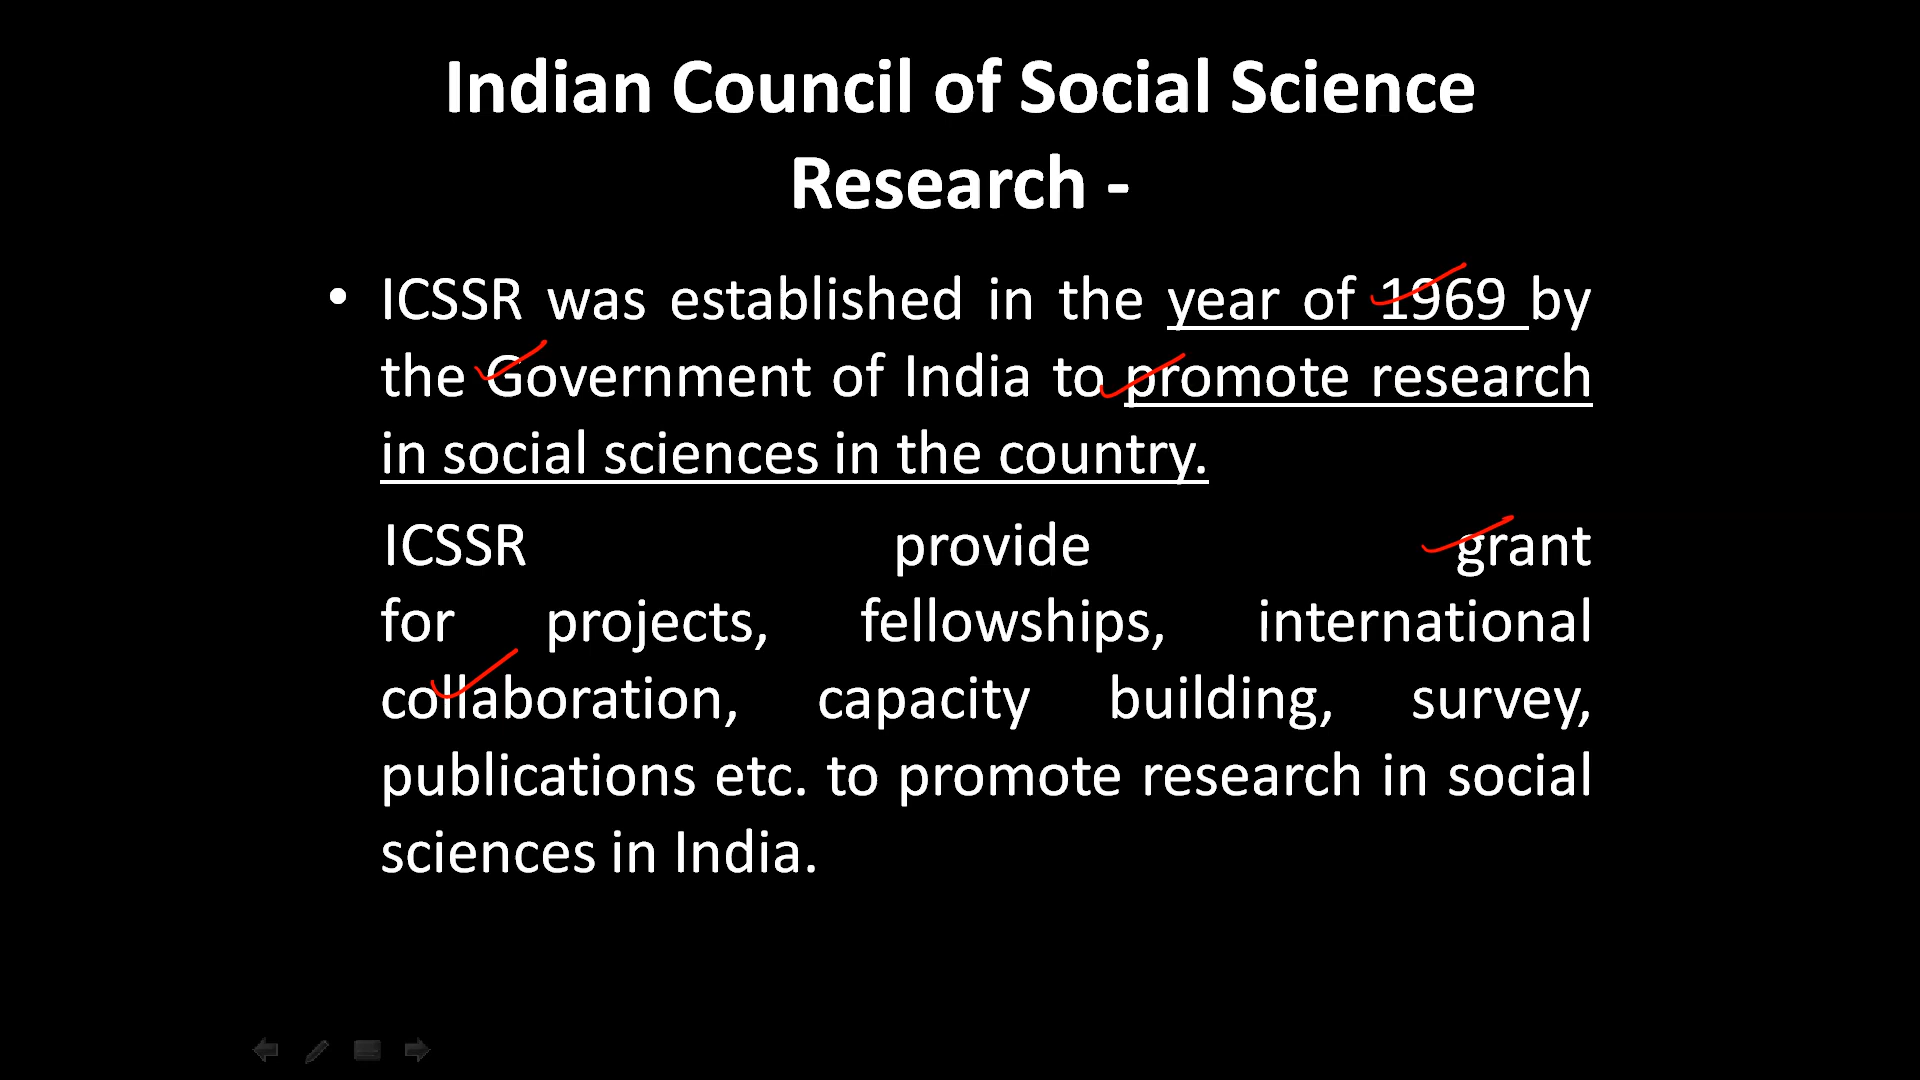 Indian Council of Social Science
Research -
• ICSSR was established in the year of 1969 by
the Government of India to promote research
in social sciences in the country.
ICSSR provide grant
for projects, fellowships, international
collaboration, capacity building, survey,
publications etc. to promote research in social
sciences in India.